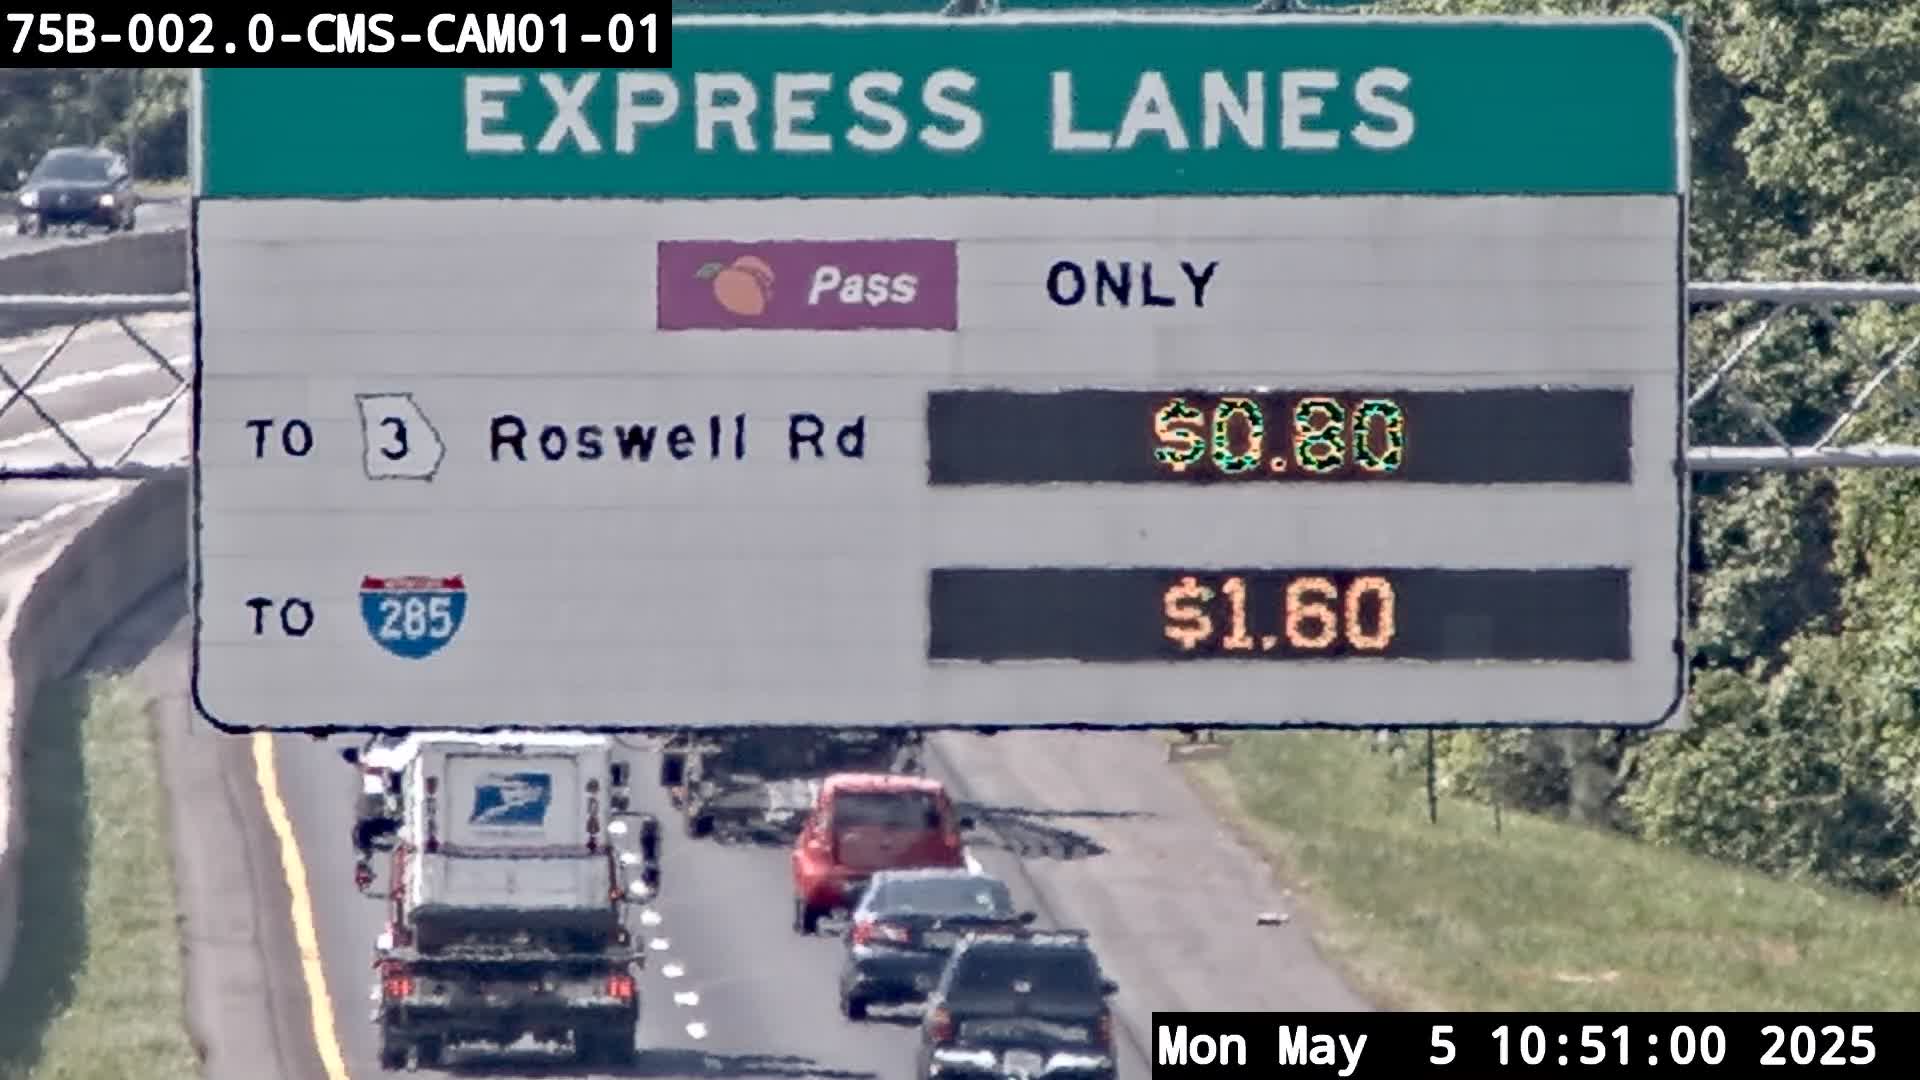 75B-002.0-CMS-CAM01-01
EXPRESS LANES
Pass ONLY
TO 3 Roswell Rd $0.80
TO 285 $1.60
Mon May 5 10:51:00 2025